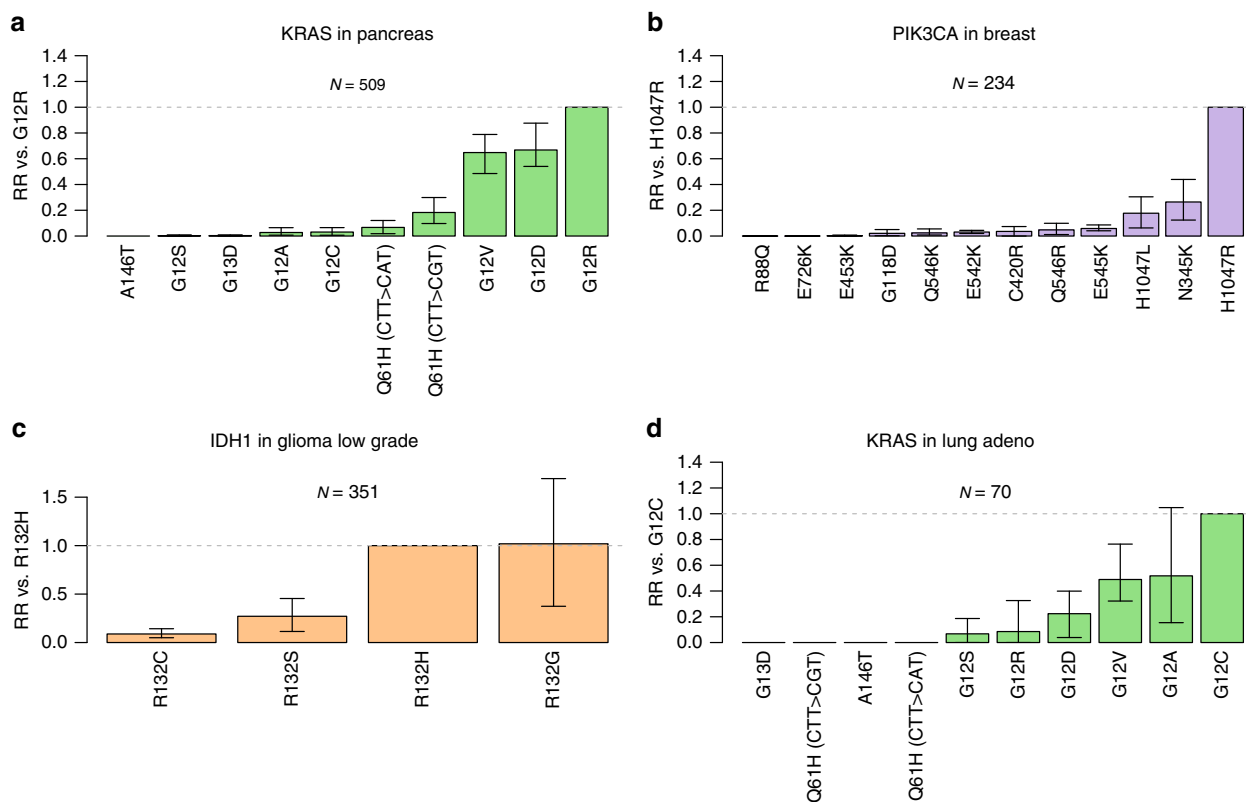 a
KRAS in pancreas
N = 509
RR vs. G12R
1.4
1.2
1.0
0.8
0.6
0.4
0.2
0.0
A146T
G12S
G13D
G12A
G12C
Q61H (CTT>CAT)
Q61H (CTT>CGT)
G12V
G12D
G12R
b
PIK3CA in breast
N = 234
RR vs. H1047R
1.4
1.2
1.0
0.8
0.6
0.4
0.2
0.0
R88Q
E726K
E453K
G118D
Q546K
E542K
C420R
Q546R
E545K
H1047L
N345K
H1047R
c
IDH1 in glioma low grade
N = 351
RR vs. R132H
1.5
1.0
0.5
0.0
R132C
R132S
R132H
R132G
d
KRAS in lung adeno
N = 70
RR vs. G12C
1.4
1.2
1.0
0.8
0.6
0.4
0.2
0.0
G13D
Q61H (CTT>CGT)
A146T
Q61H (CTT>CAT)
G12S
G12R
G12D
G12V
G12A
G12C